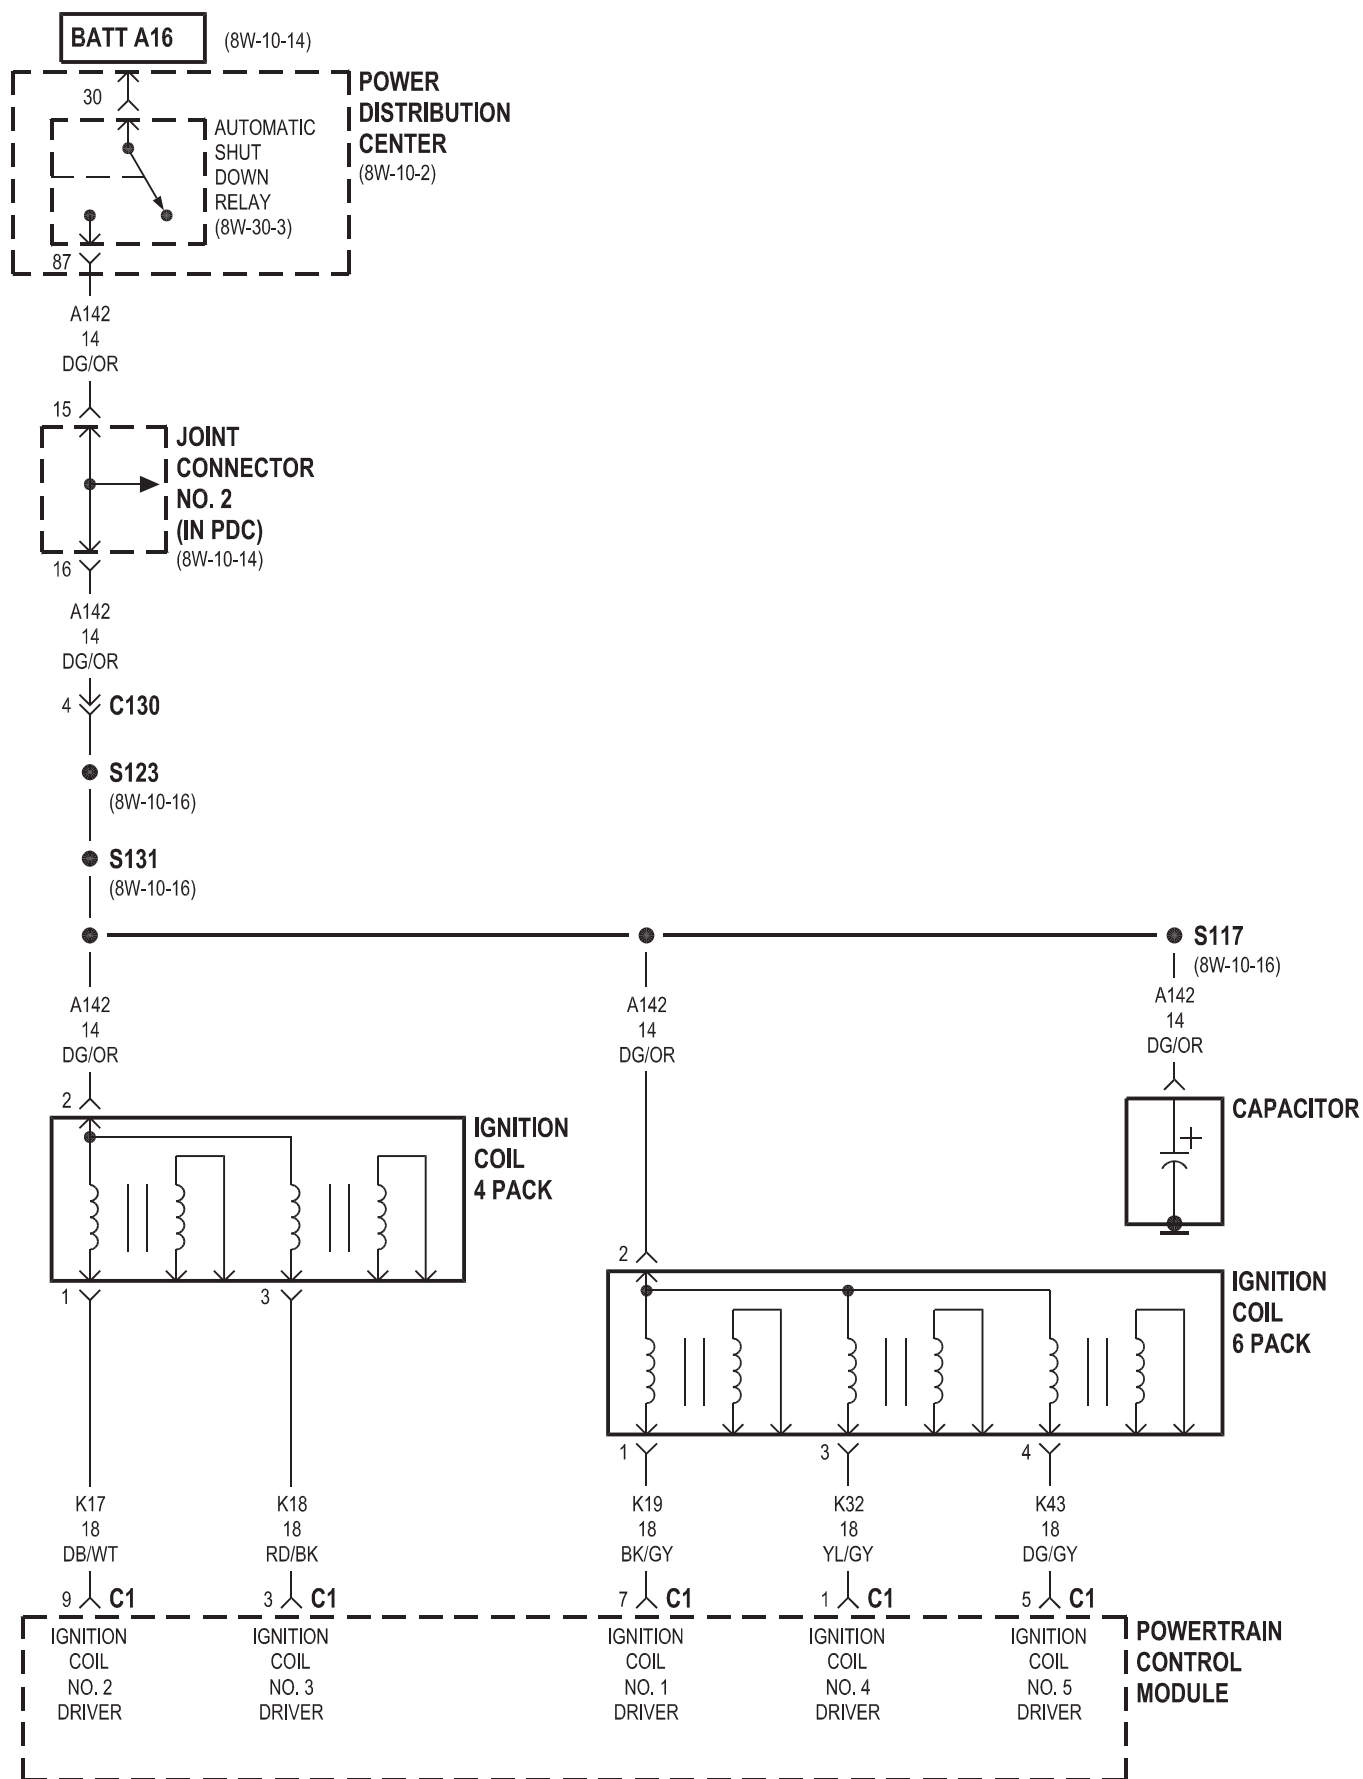 BATT A16
(8W-10-14)
POWER
DISTRIBUTION
CENTER
(8W-10-2)
30
AUTOMATIC
SHUT
DOWN
RELAY
(8W-30-3)
87
A142
14
DG/OR
15
JOINT
CONNECTOR
NO. 2
(IN PDC)
(8W-10-14)
16
A142
14
DG/OR
4
C130
S123
(8W-10-16)
S131
(8W-10-16)
S117
(8W-10-16)
A142
14
DG/OR
A142
14
DG/OR
A142
14
DG/OR
2
IGNITION
COIL
4 PACK
CAPACITOR
+
1
3
2
IGNITION
COIL
6 PACK
1
3
4
K17
18
DB/WT
K18
18
RD/BK
K19
18
BK/GY
K32
18
YL/GY
K43
18
DG/GY
9 C1
3 C1
7 C1
1 C1
5 C1
IGNITION
COIL
NO. 2
DRIVER
IGNITION
COIL
NO. 3
DRIVER
IGNITION
COIL
NO. 1
DRIVER
IGNITION
COIL
NO. 4
DRIVER
IGNITION
COIL
NO. 5
DRIVER
POWERTRAIN
CONTROL
MODULE